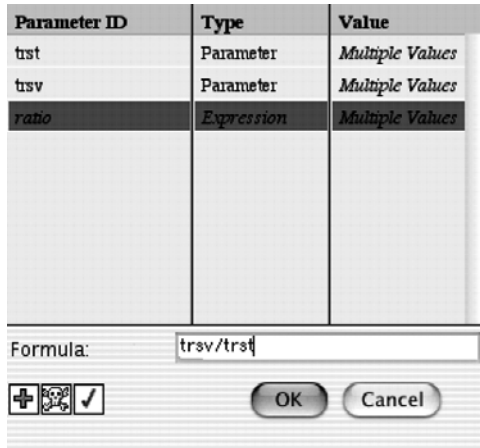 Parameter ID Type Value
trst Parameter Multiple Values
trsv Parameter Multiple Values
ratio Expression Multiple Values
Formula: trsv/trst
OK Cancel